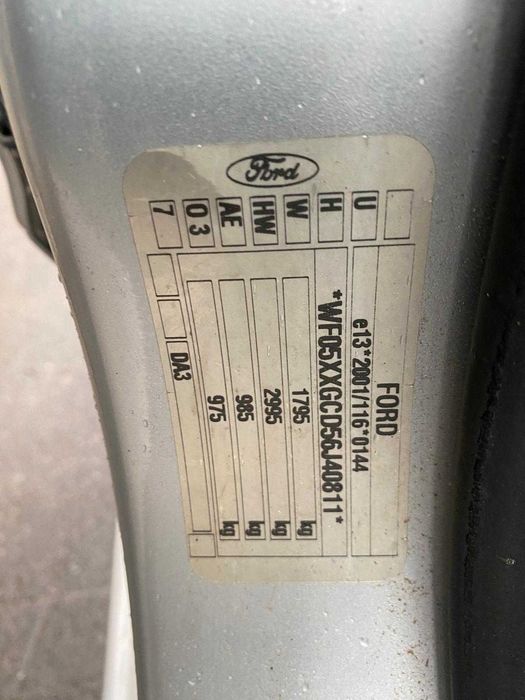 Ford
FORD
e13*2001/116*0144
*WF05XXGCD56J40811*
1795 kg
2995 kg
985 kg
975 kg
DA3
U
H
W
HW
AE
03
7